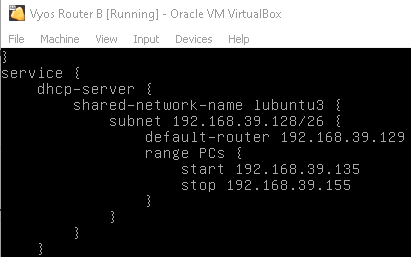 Vyos Router B [Running] - Oracle VM VirtualBox
File Machine View Input Devices Help
}
service {
    dhcp-server {
        shared-network-name lubuntu3 {
            subnet 192.168.39.128/26 {
                default-router 192.168.39.129
                range PCs {
                    start 192.168.39.135
                    stop 192.168.39.155
                }
            }
        }
    }